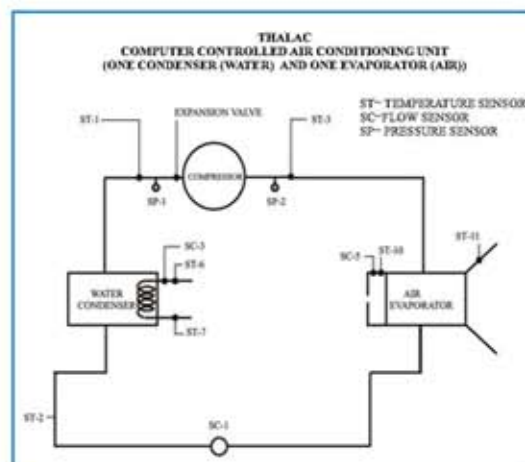 THALAC
COMPUTER CONTROLLED AIR CONDITIONING UNIT
(ONE CONDENSER (WATER) AND ONE EVAPORATOR (AIR))
ST= TEMPERATURE SENSOR
SC=FLOW SENSOR
SP= PRESSURE SENSOR
EXPANSION VALVE
ST-1
ST-3
COMPRESSOR
SP-1
SP-2
SC-3
ST-6
WATER
CONDENSER
ST-7
SC-5
ST-10
ST-11
AIR
EVAPORATOR
ST-2
SC-1